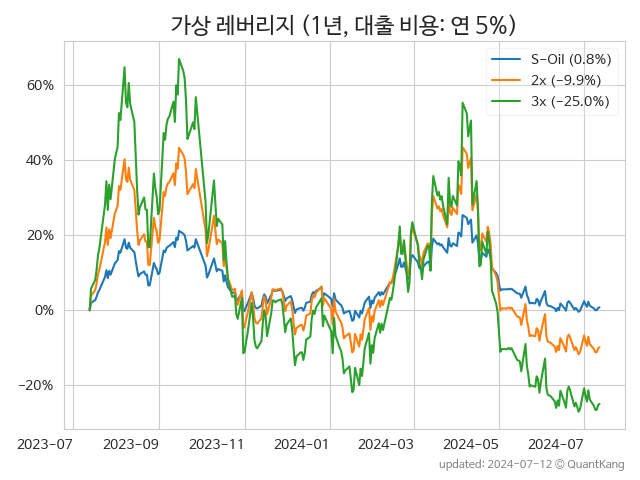 가상 레버리지 (1년, 대출 비용: 연 5%)
S-Oil (0.8%)
2x (-9.9%)
3x (-25.0%)
60%
40%
20%
0%
-20%
2023-07 2023-09 2023-11 2024-01 2024-03 2024-05 2024-07
updated: 2024-07-12 © QuantKang